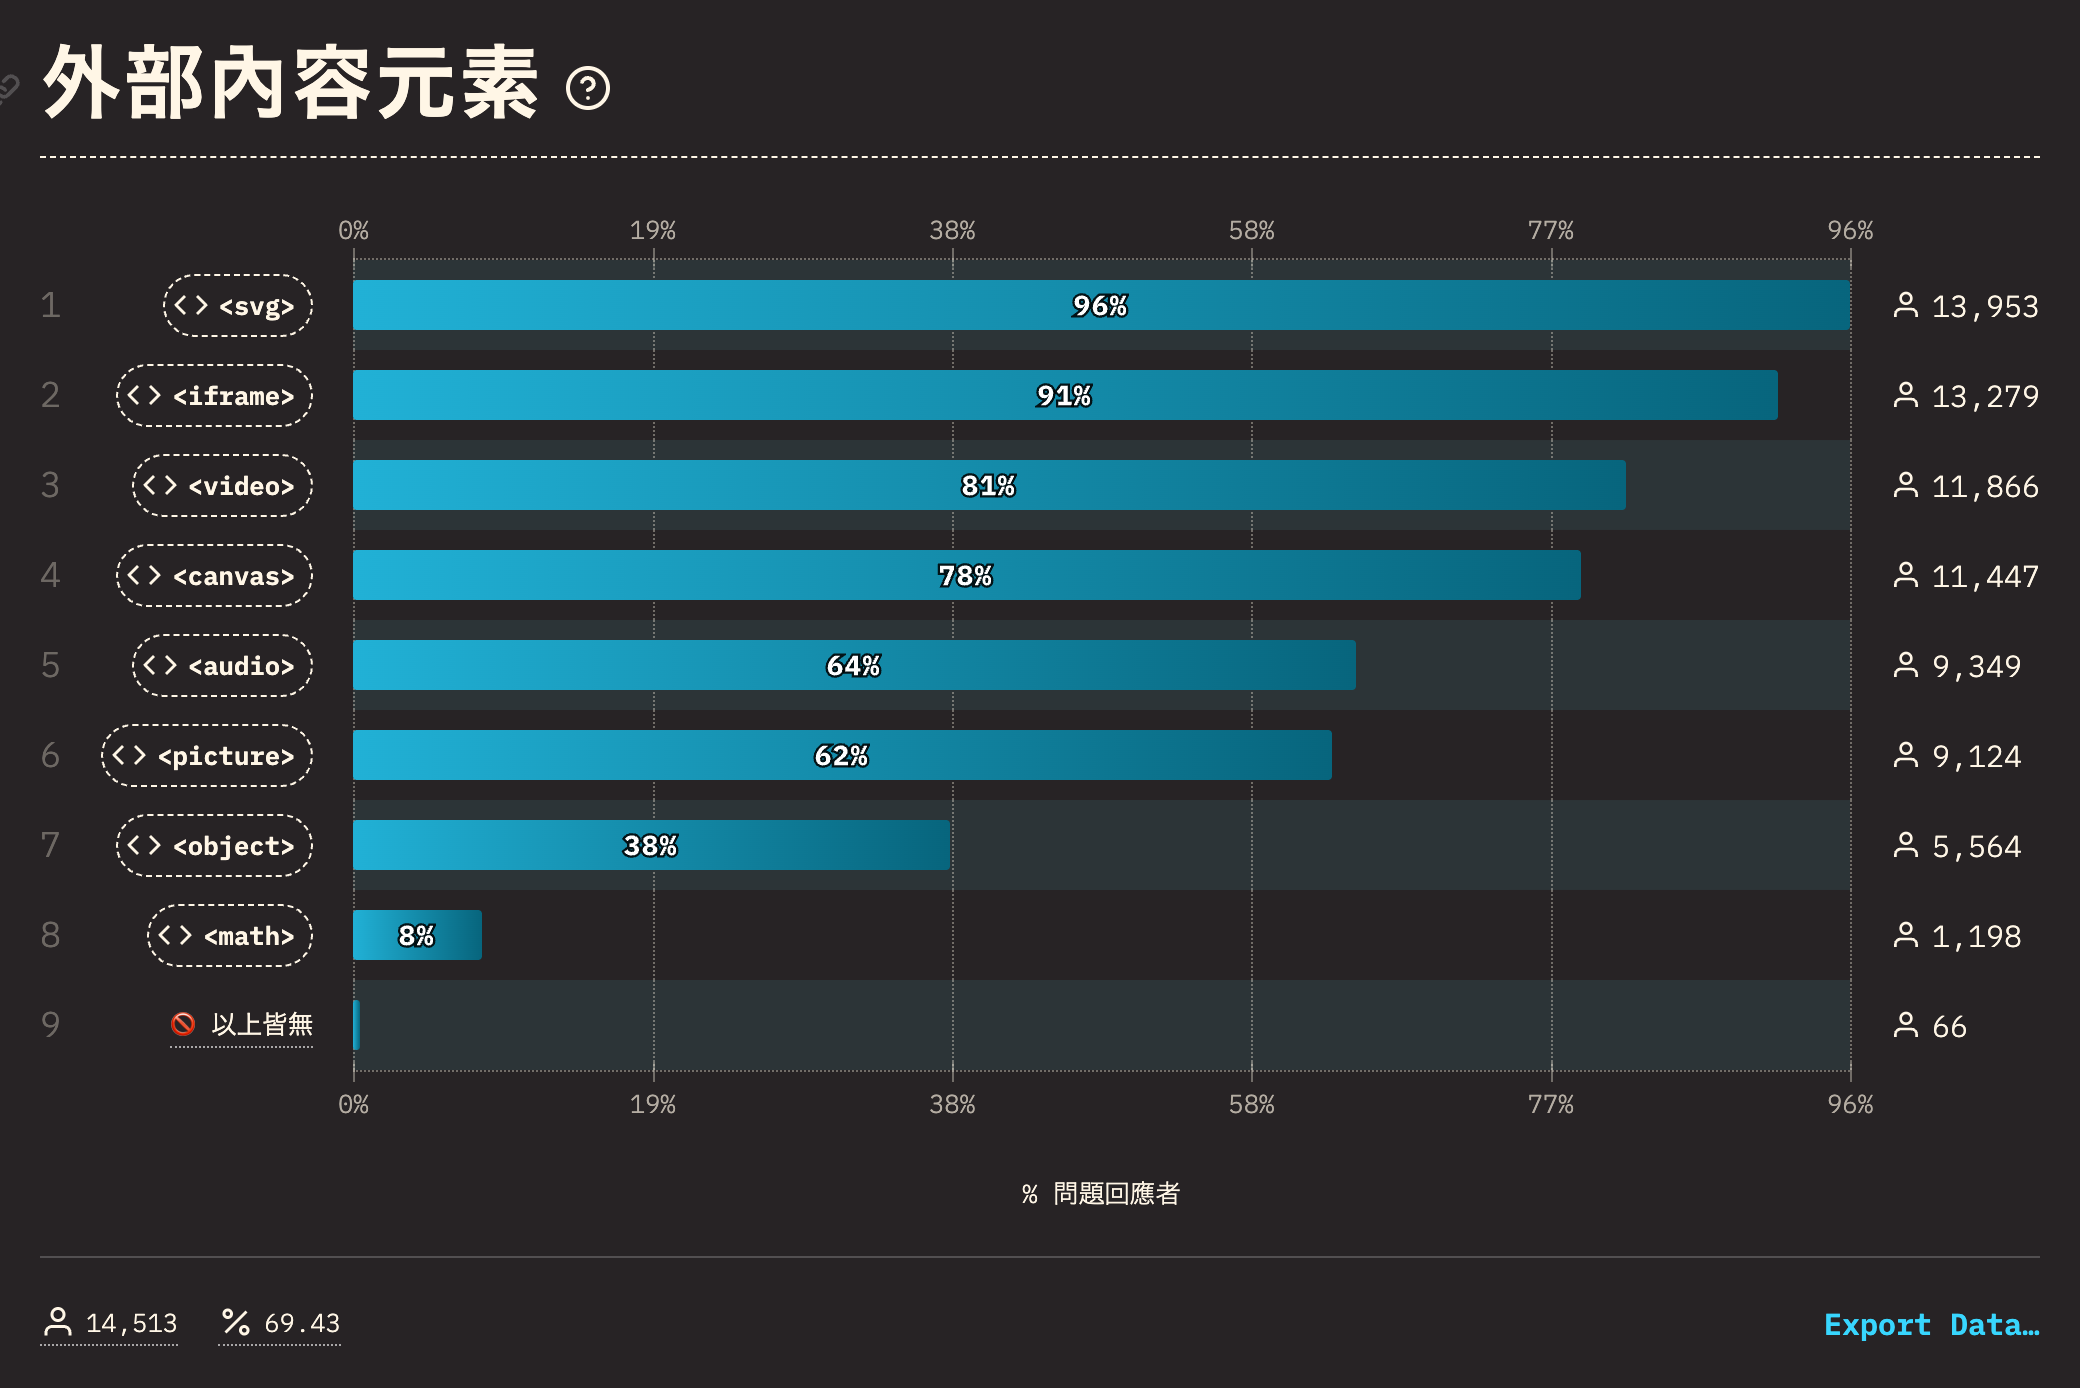 外部內容元素
0% 19% 38% 58% 77% 96%
1 <> <svg> 96% 13,953
2 <> <iframe> 91% 13,279
3 <> <video> 81% 11,866
4 <> <canvas> 78% 11,447
5 <> <audio> 64% 9,349
6 <> <picture> 62% 9,124
7 <> <object> 38% 5,564
8 <> <math> 8% 1,198
9 以上皆無 66
0% 19% 38% 58% 77% 96%
% 問題回應者
14,513 % 69.43 Export Data…